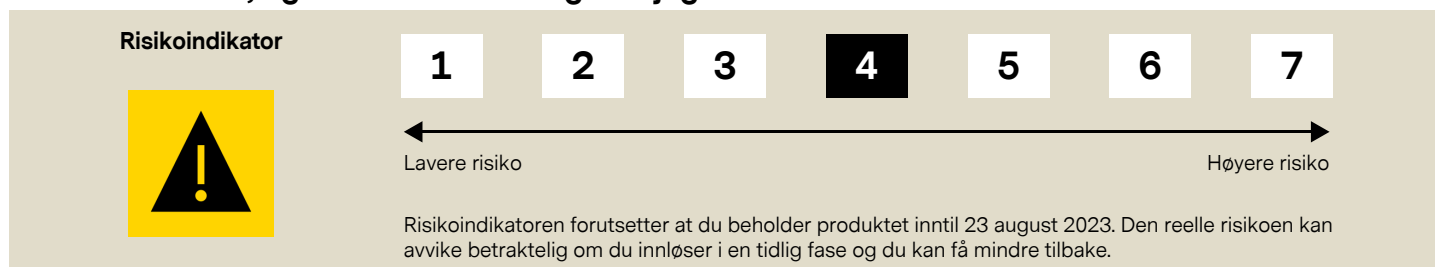 Risikoindikator
1 2 3 4 5 6 7
Lavere risiko Høyere risiko
Risikoindikatoren forutsetter at du beholder produktet inntil 23 august 2023. Den reelle risikoen kan
avvike betraktelig om du innløser i en tidlig fase og du kan få mindre tilbake.